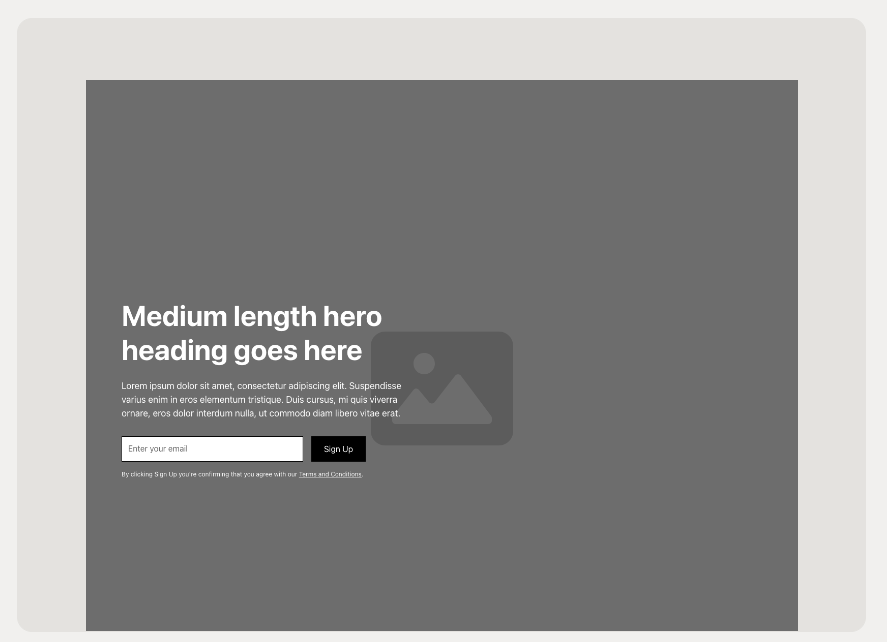 Medium length hero
heading goes here
Lorem ipsum dolor sit amet, consectetur adipiscing elit. Suspendisse
varius enim in eros elementum tristique. Duis cursus, mi quis viverra
ornare, eros dolor interdum nulla, ut commodo diam libero vitae erat.
Enter your email
Sign Up
By clicking Sign Up you're confirming that you agree with our Terms and Conditions.